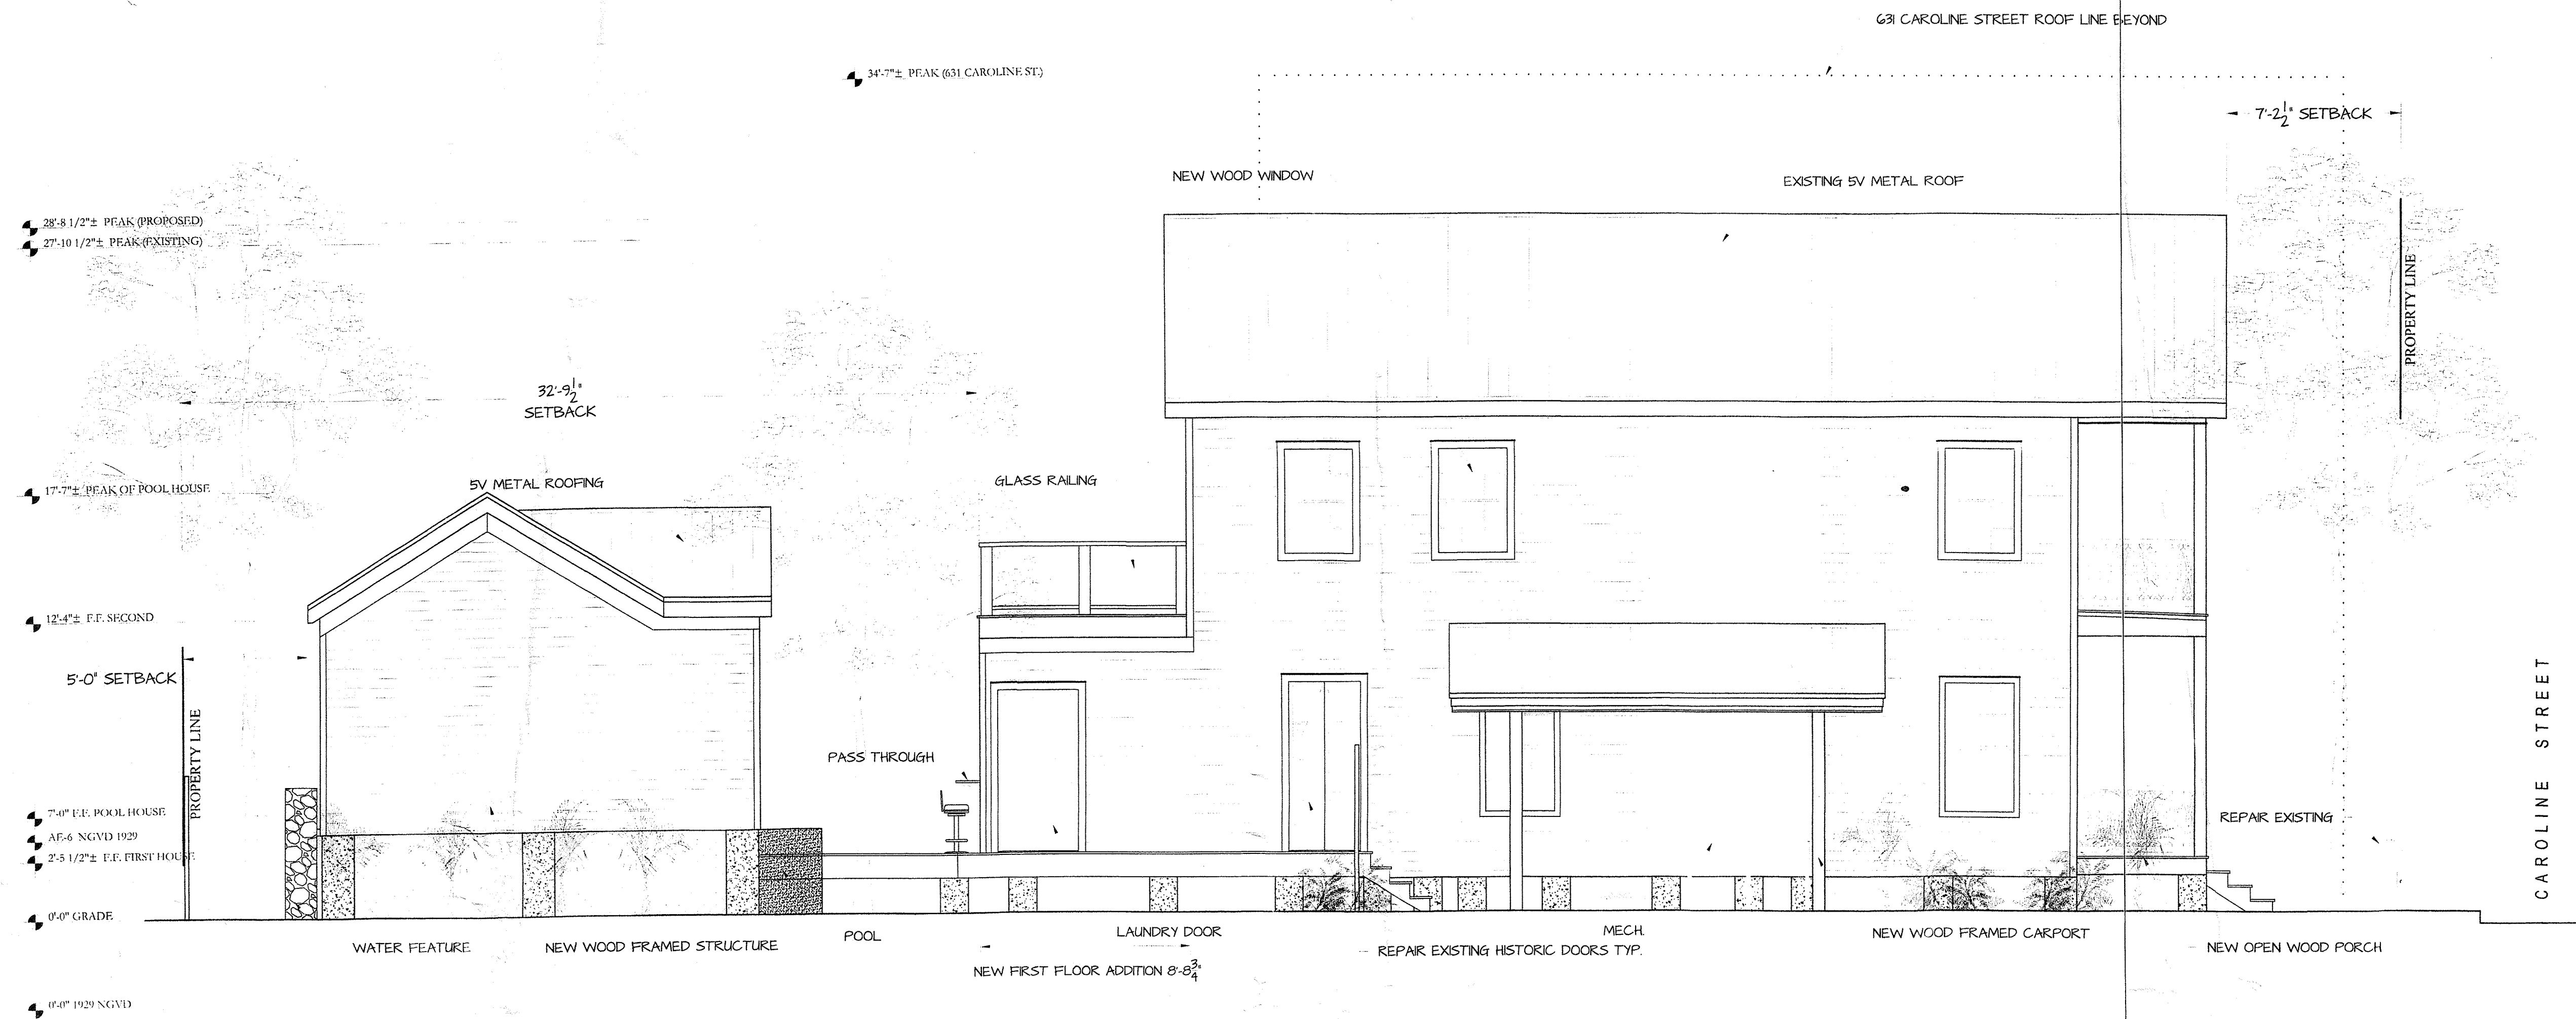 631 CAROLINE STREET ROOF LINE BEYOND
34'-7"± PEAK (631 CAROLINE ST.)
7'-2 1/2" SETBACK
NEW WOOD WINDOW
EXISTING 5V METAL ROOF
28'-8 1/2"± PEAK (PROPOSED)
27'-10 1/2"± PEAK (EXISTING)
PROPERTY LINE
32'-9 1/2"
SETBACK
5V METAL ROOFING
GLASS RAILING
17'-7"± PEAK OF POOL HOUSE
12'-4"± F.F. SECOND
5'-0" SETBACK
PROPERTY LINE
CAROLINE STREET
PASS THROUGH
7'-0" F.F. POOL HOUSE
AE-6 NGVD 1929
2'-5 1/2"± F.F. FIRST HOUSE
REPAIR EXISTING
0'-0" GRADE
WATER FEATURE
NEW WOOD FRAMED STRUCTURE
POOL
LAUNDRY DOOR
MECH.
NEW WOOD FRAMED CARPORT
REPAIR EXISTING HISTORIC DOORS TYP.
NEW OPEN WOOD PORCH
NEW FIRST FLOOR ADDITION 8'-8 3/4"
0'-0" 1929 NGVD